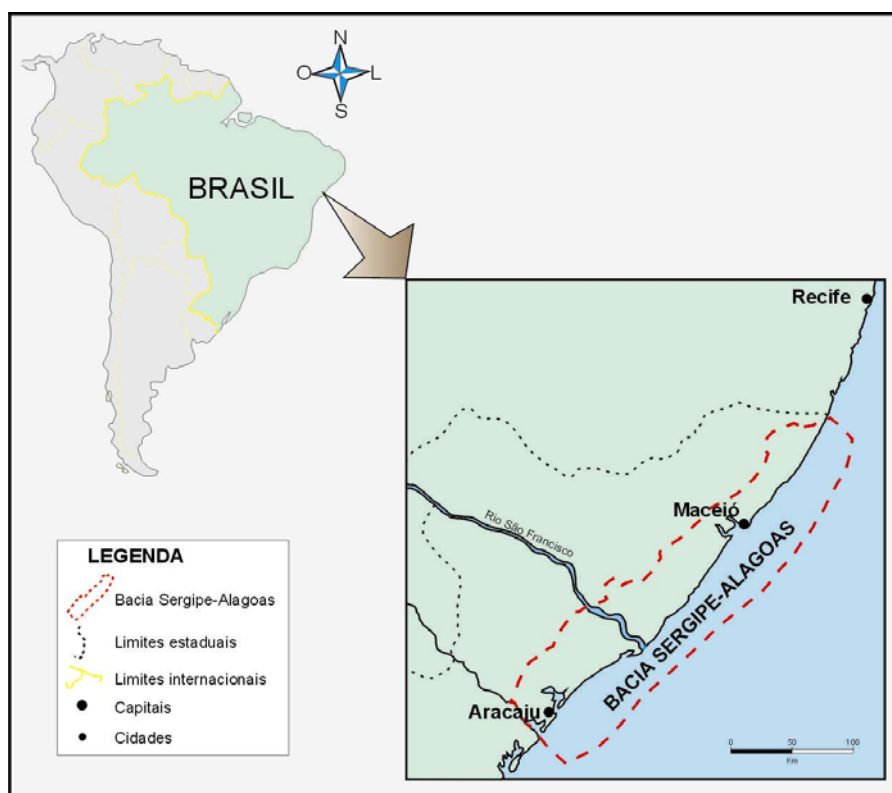 N
O
L
S
BRASIL
Recife
Maceió
Rio São Francisco
BACIA SERGIPE-ALAGOAS
Aracaju
0 50 100
Km
LEGENDA
Bacia Sergipe-Alagoas
Limites estaduais
Limites internacionais
Capitais
Cidades